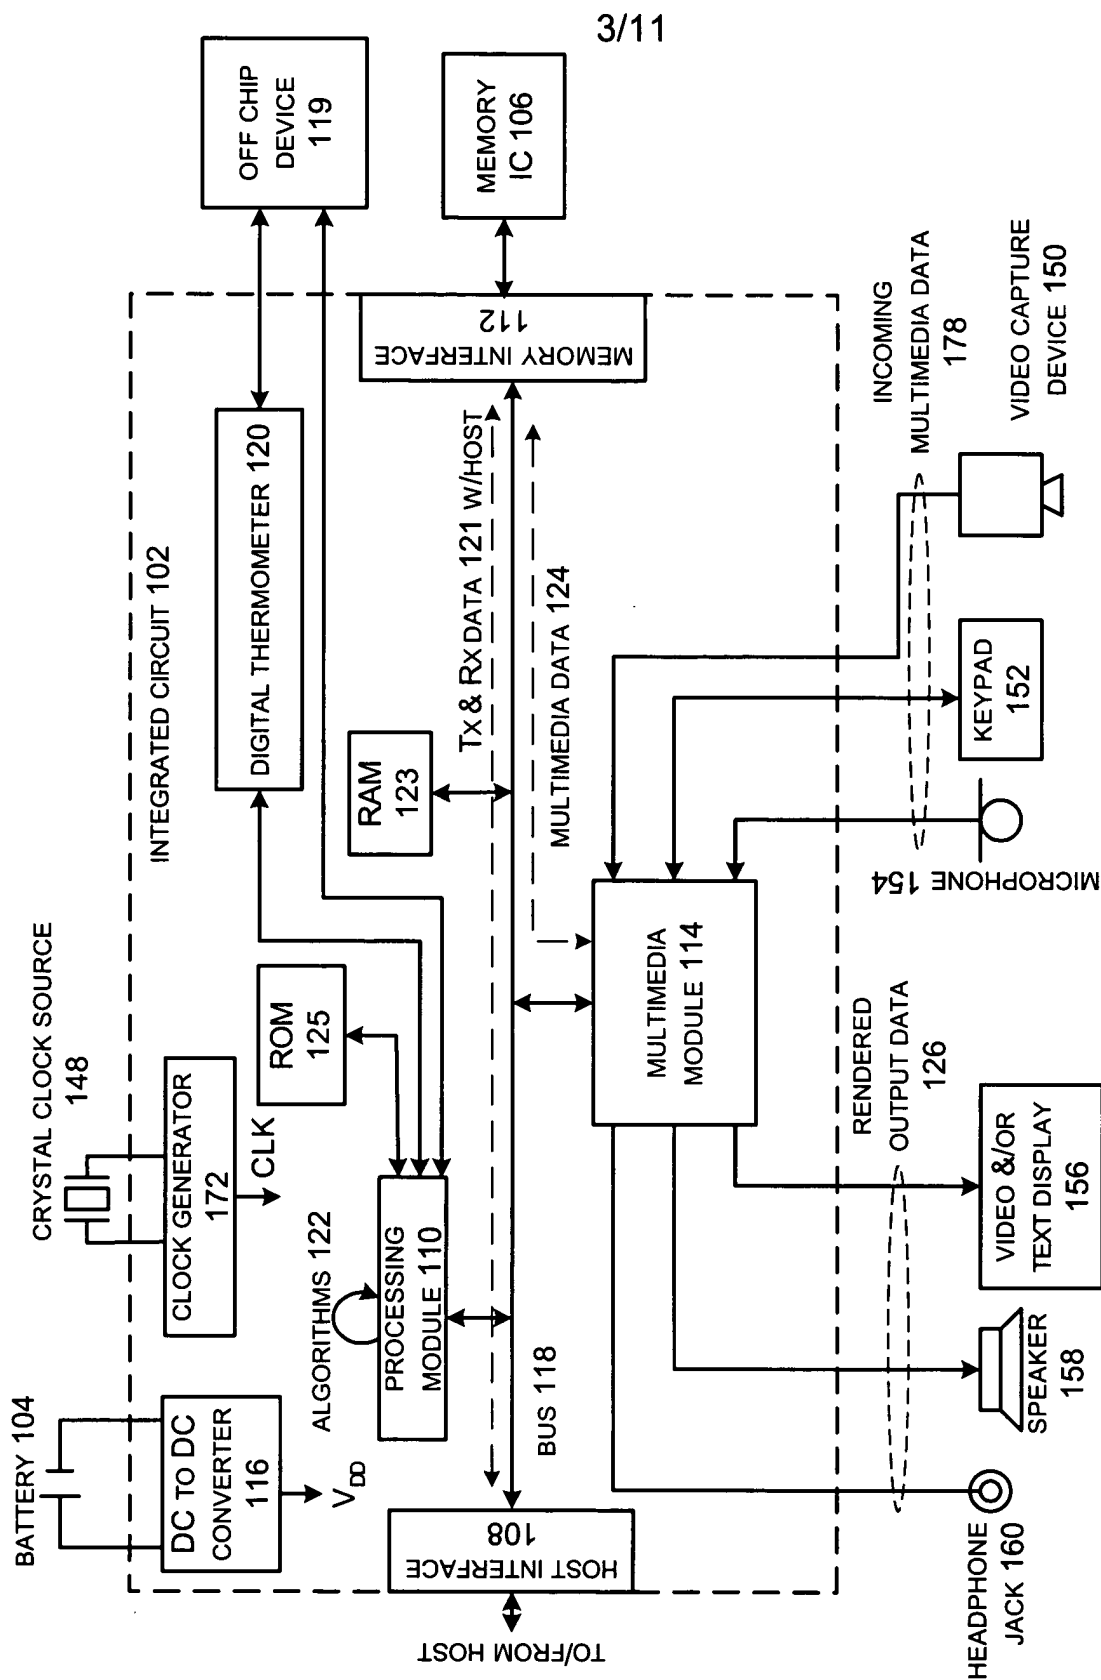 3/11
BATTERY 104
DC TO DC
CONVERTER
116
VDD
CRYSTAL CLOCK SOURCE
148
CLOCK GENERATOR
172
CLK
INTEGRATED CIRCUIT 102
OFF CHIP
DEVICE
119
DIGITAL THERMOMETER 120
ROM
125
ALGORITHMS 122
PROCESSING
MODULE 110
RAM
123
TX & RX DATA 121 W/HOST
MULTIMEDIA DATA 124
MEMORY INTERFACE
112
MEMORY
IC 106
TO/FROM HOST
HOST INTERFACE
108
BUS 118
MULTIMEDIA
MODULE 114
RENDERED
OUTPUT DATA
126
INCOMING
MULTIMEDIA DATA
178
HEADPHONE
JACK 160
SPEAKER
158
VIDEO &/OR
TEXT DISPLAY
156
MICROPHONE 154
KEYPAD
152
VIDEO CAPTURE
DEVICE 150